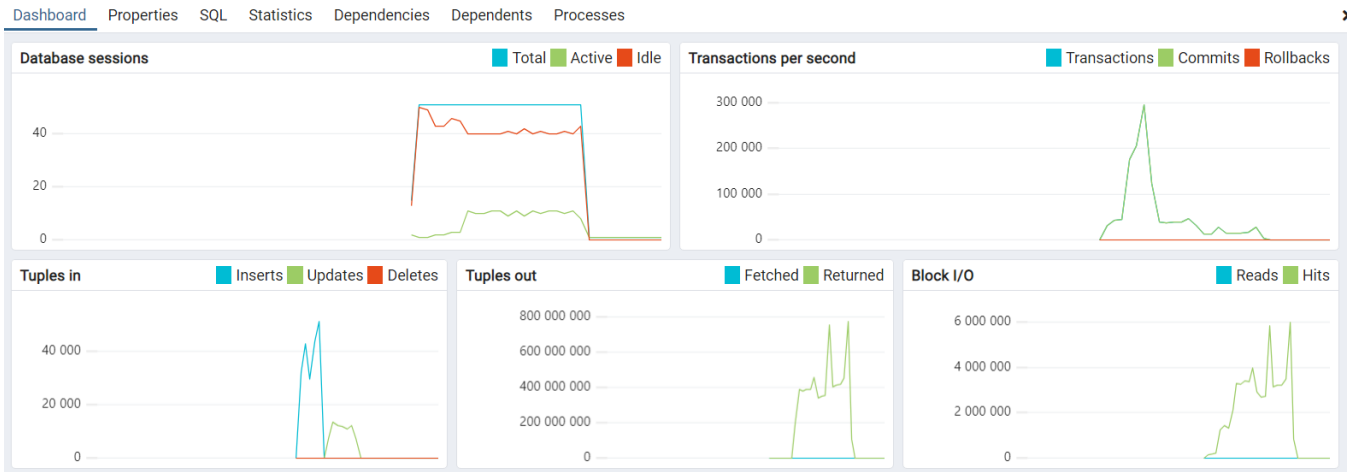 Dashboard Properties SQL Statistics Dependencies Dependents Processes
Database sessions Total Active Idle
40
20
0
Transactions per second Transactions Commits Rollbacks
300 000
200 000
100 000
0
Tuples in Inserts Updates Deletes
40 000
20 000
0
Tuples out Fetched Returned
800 000 000
600 000 000
400 000 000
200 000 000
0
Block I/O Reads Hits
6 000 000
4 000 000
2 000 000
0